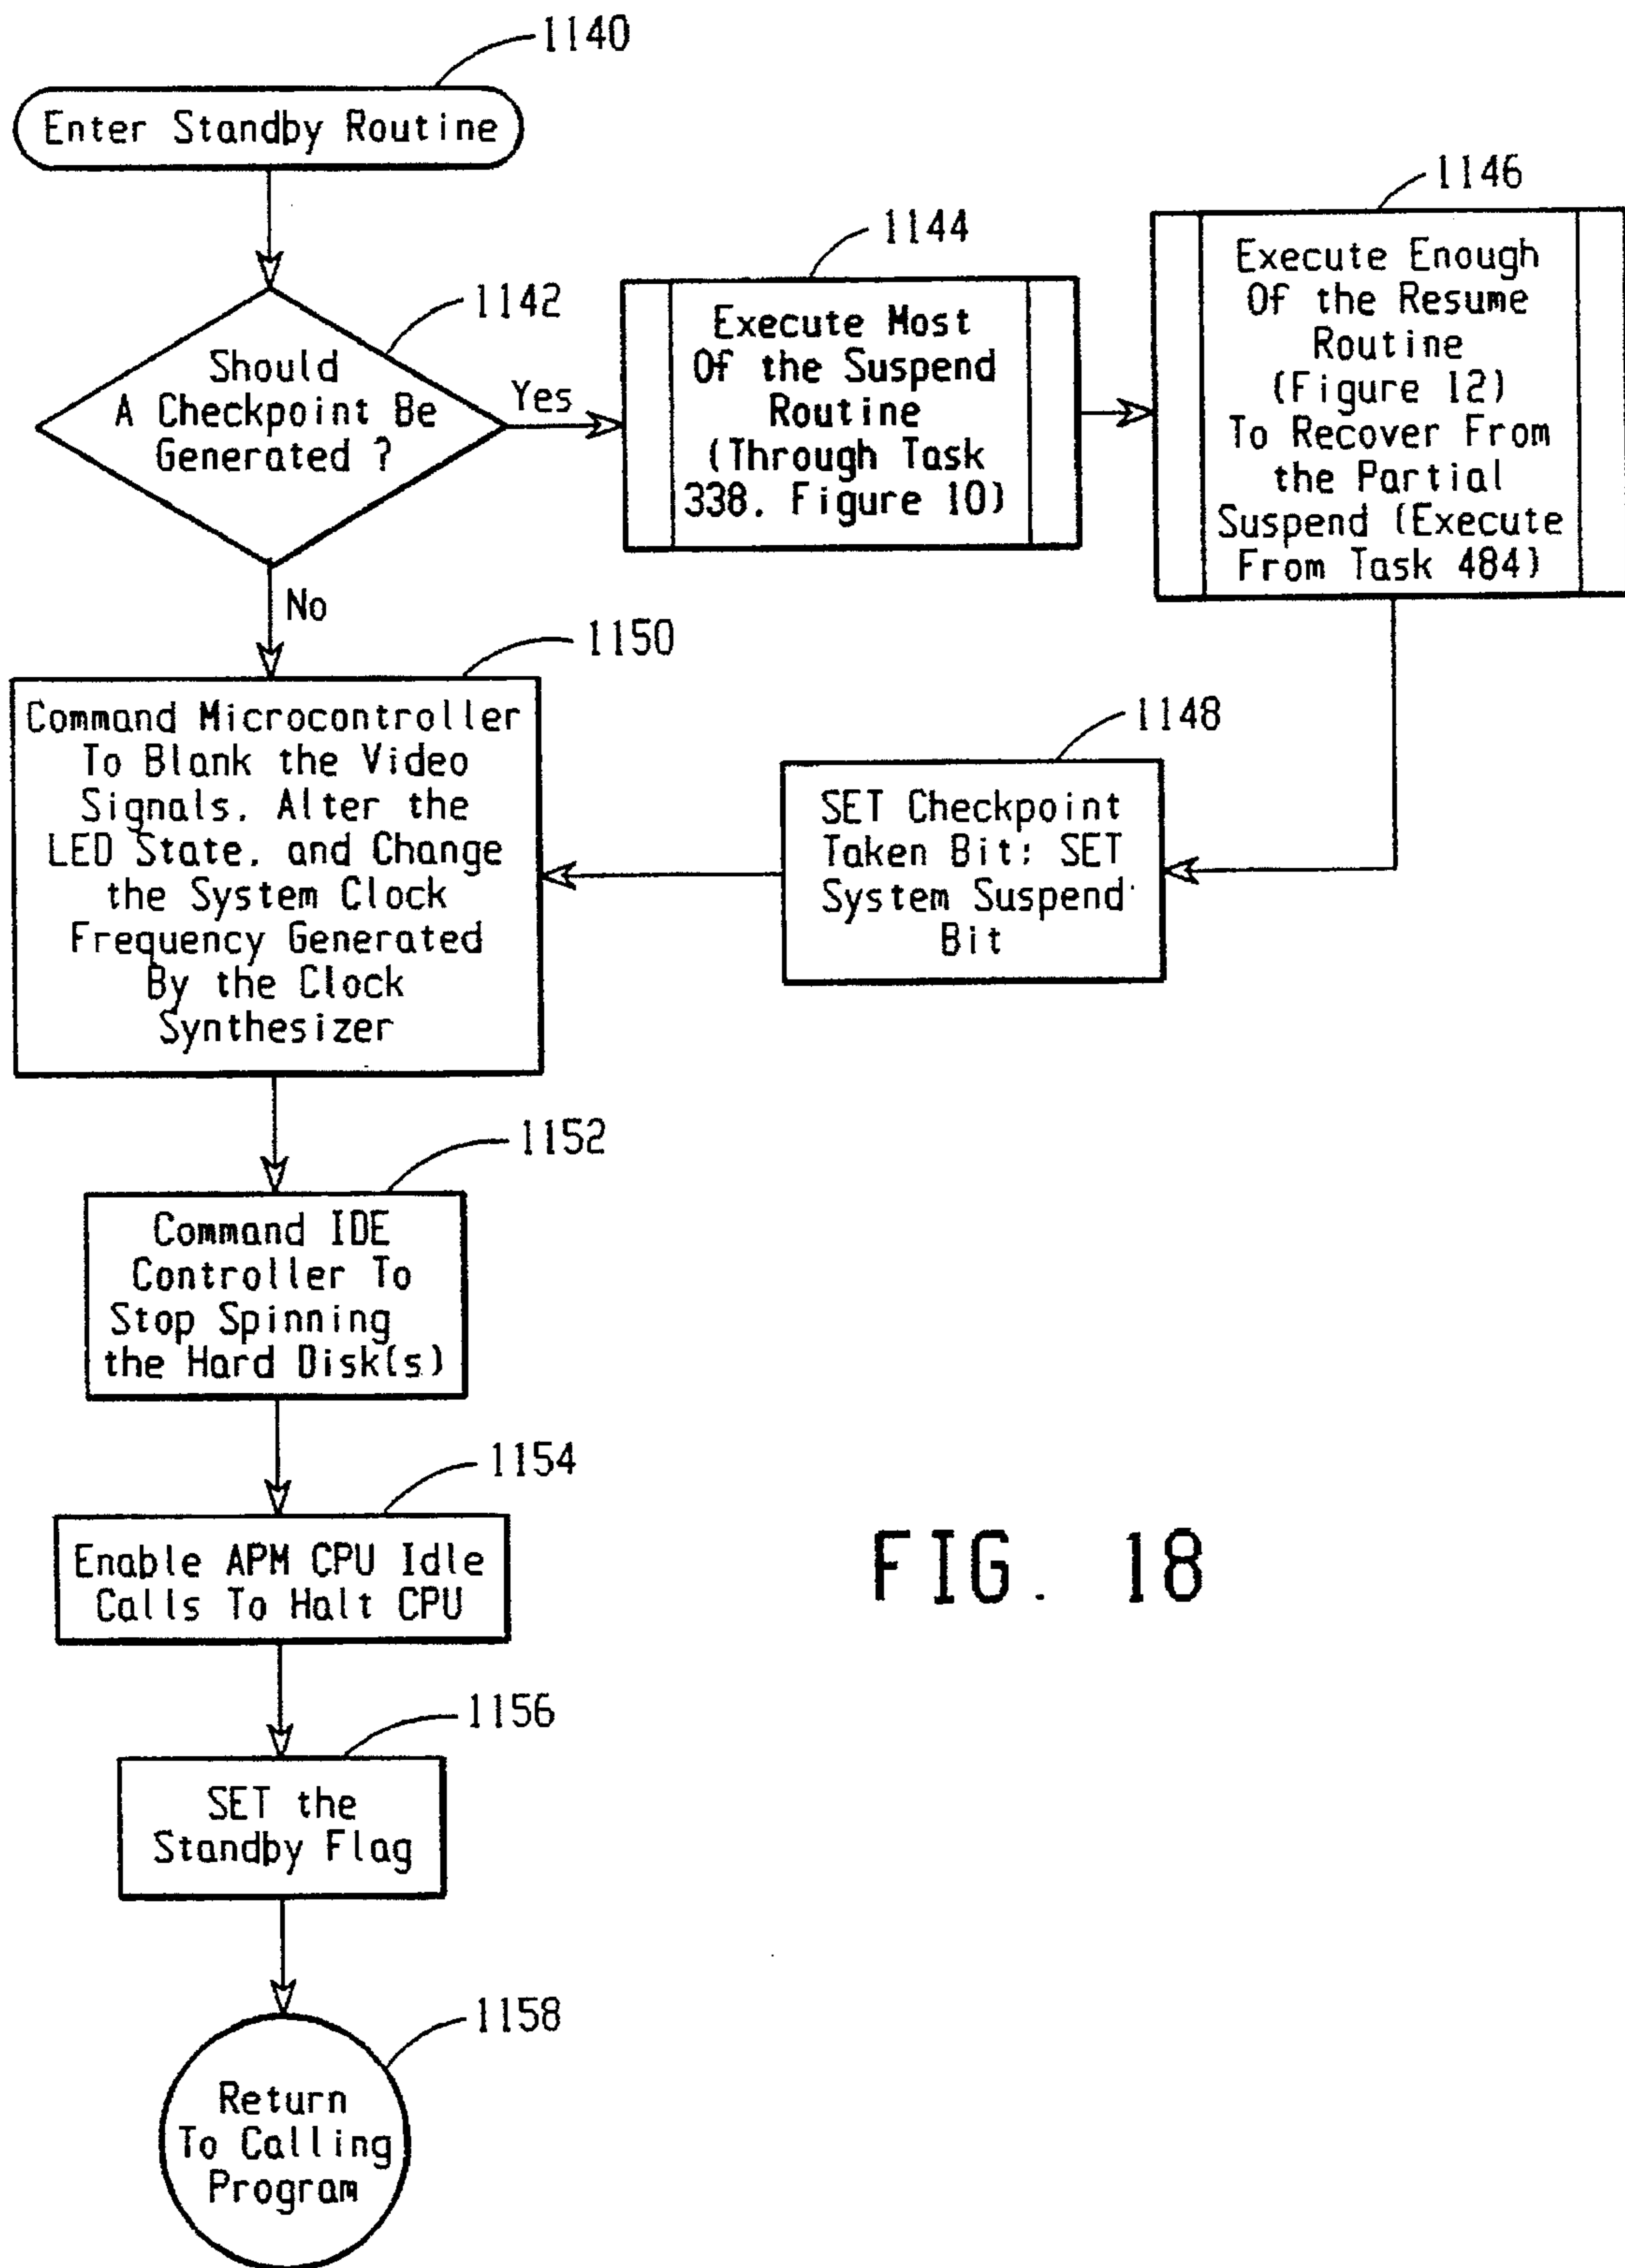 1140
Enter Standby Routine
1142
Should
A Checkpoint Be
Generated ?
Yes
No
1144
Execute Most
Of the Suspend
Routine
(Through Task
338. Figure 10)
1146
Execute Enough
Of the Resume
Routine
(Figure 12)
To Recover From
the Partial
Suspend (Execute
From Task 484)
1148
SET Checkpoint
Taken Bit; SET
System Suspend
Bit
1150
Command Microcontroller
To Blank the Video
Signals. Alter the
LED State. and Change
the System Clock
Frequency Generated
By the Clock
Synthesizer
1152
Command IDE
Controller To
Stop Spinning
the Hard Disk(s)
1154
Enable APM CPU Idle
Calls To Halt CPU
1156
SET the
Standby Flag
1158
Return
To Calling
Program
FIG. 18